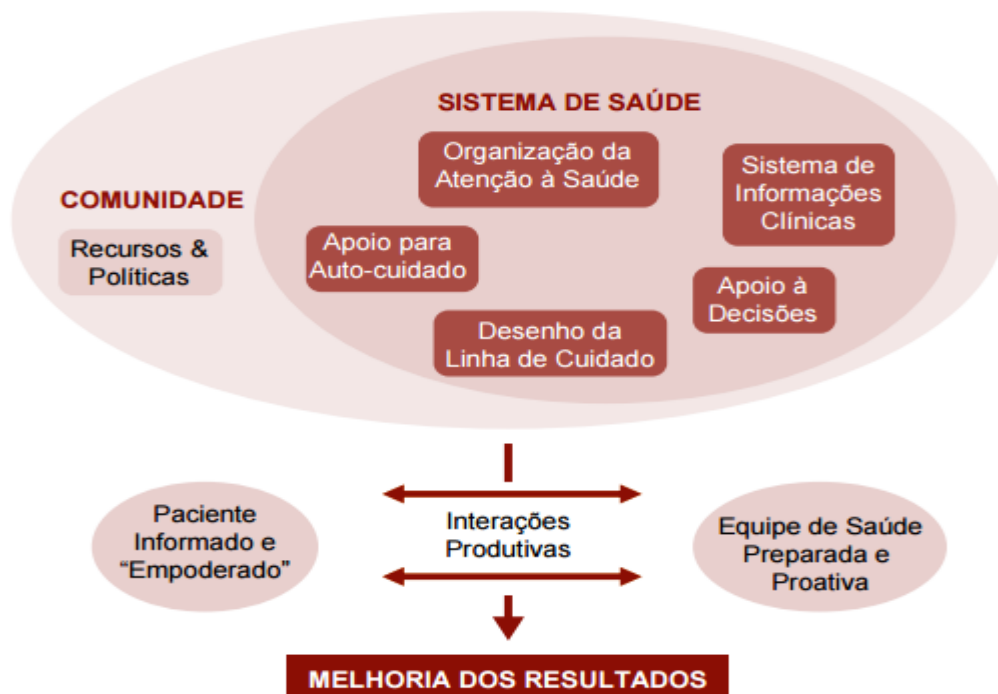 SISTEMA DE SAÚDE
Organização da
Atenção à Saúde
Sistema de
Informações
Clínicas
COMUNIDADE
Recursos &
Políticas
Apoio para
Auto-cuidado
Apoio à
Decisões
Desenho da
Linha de Cuidado
Paciente
Informado e
“Empoderado”
Interações
Produtivas
Equipe de Saúde
Preparada e
Proativa
MELHORIA DOS RESULTADOS